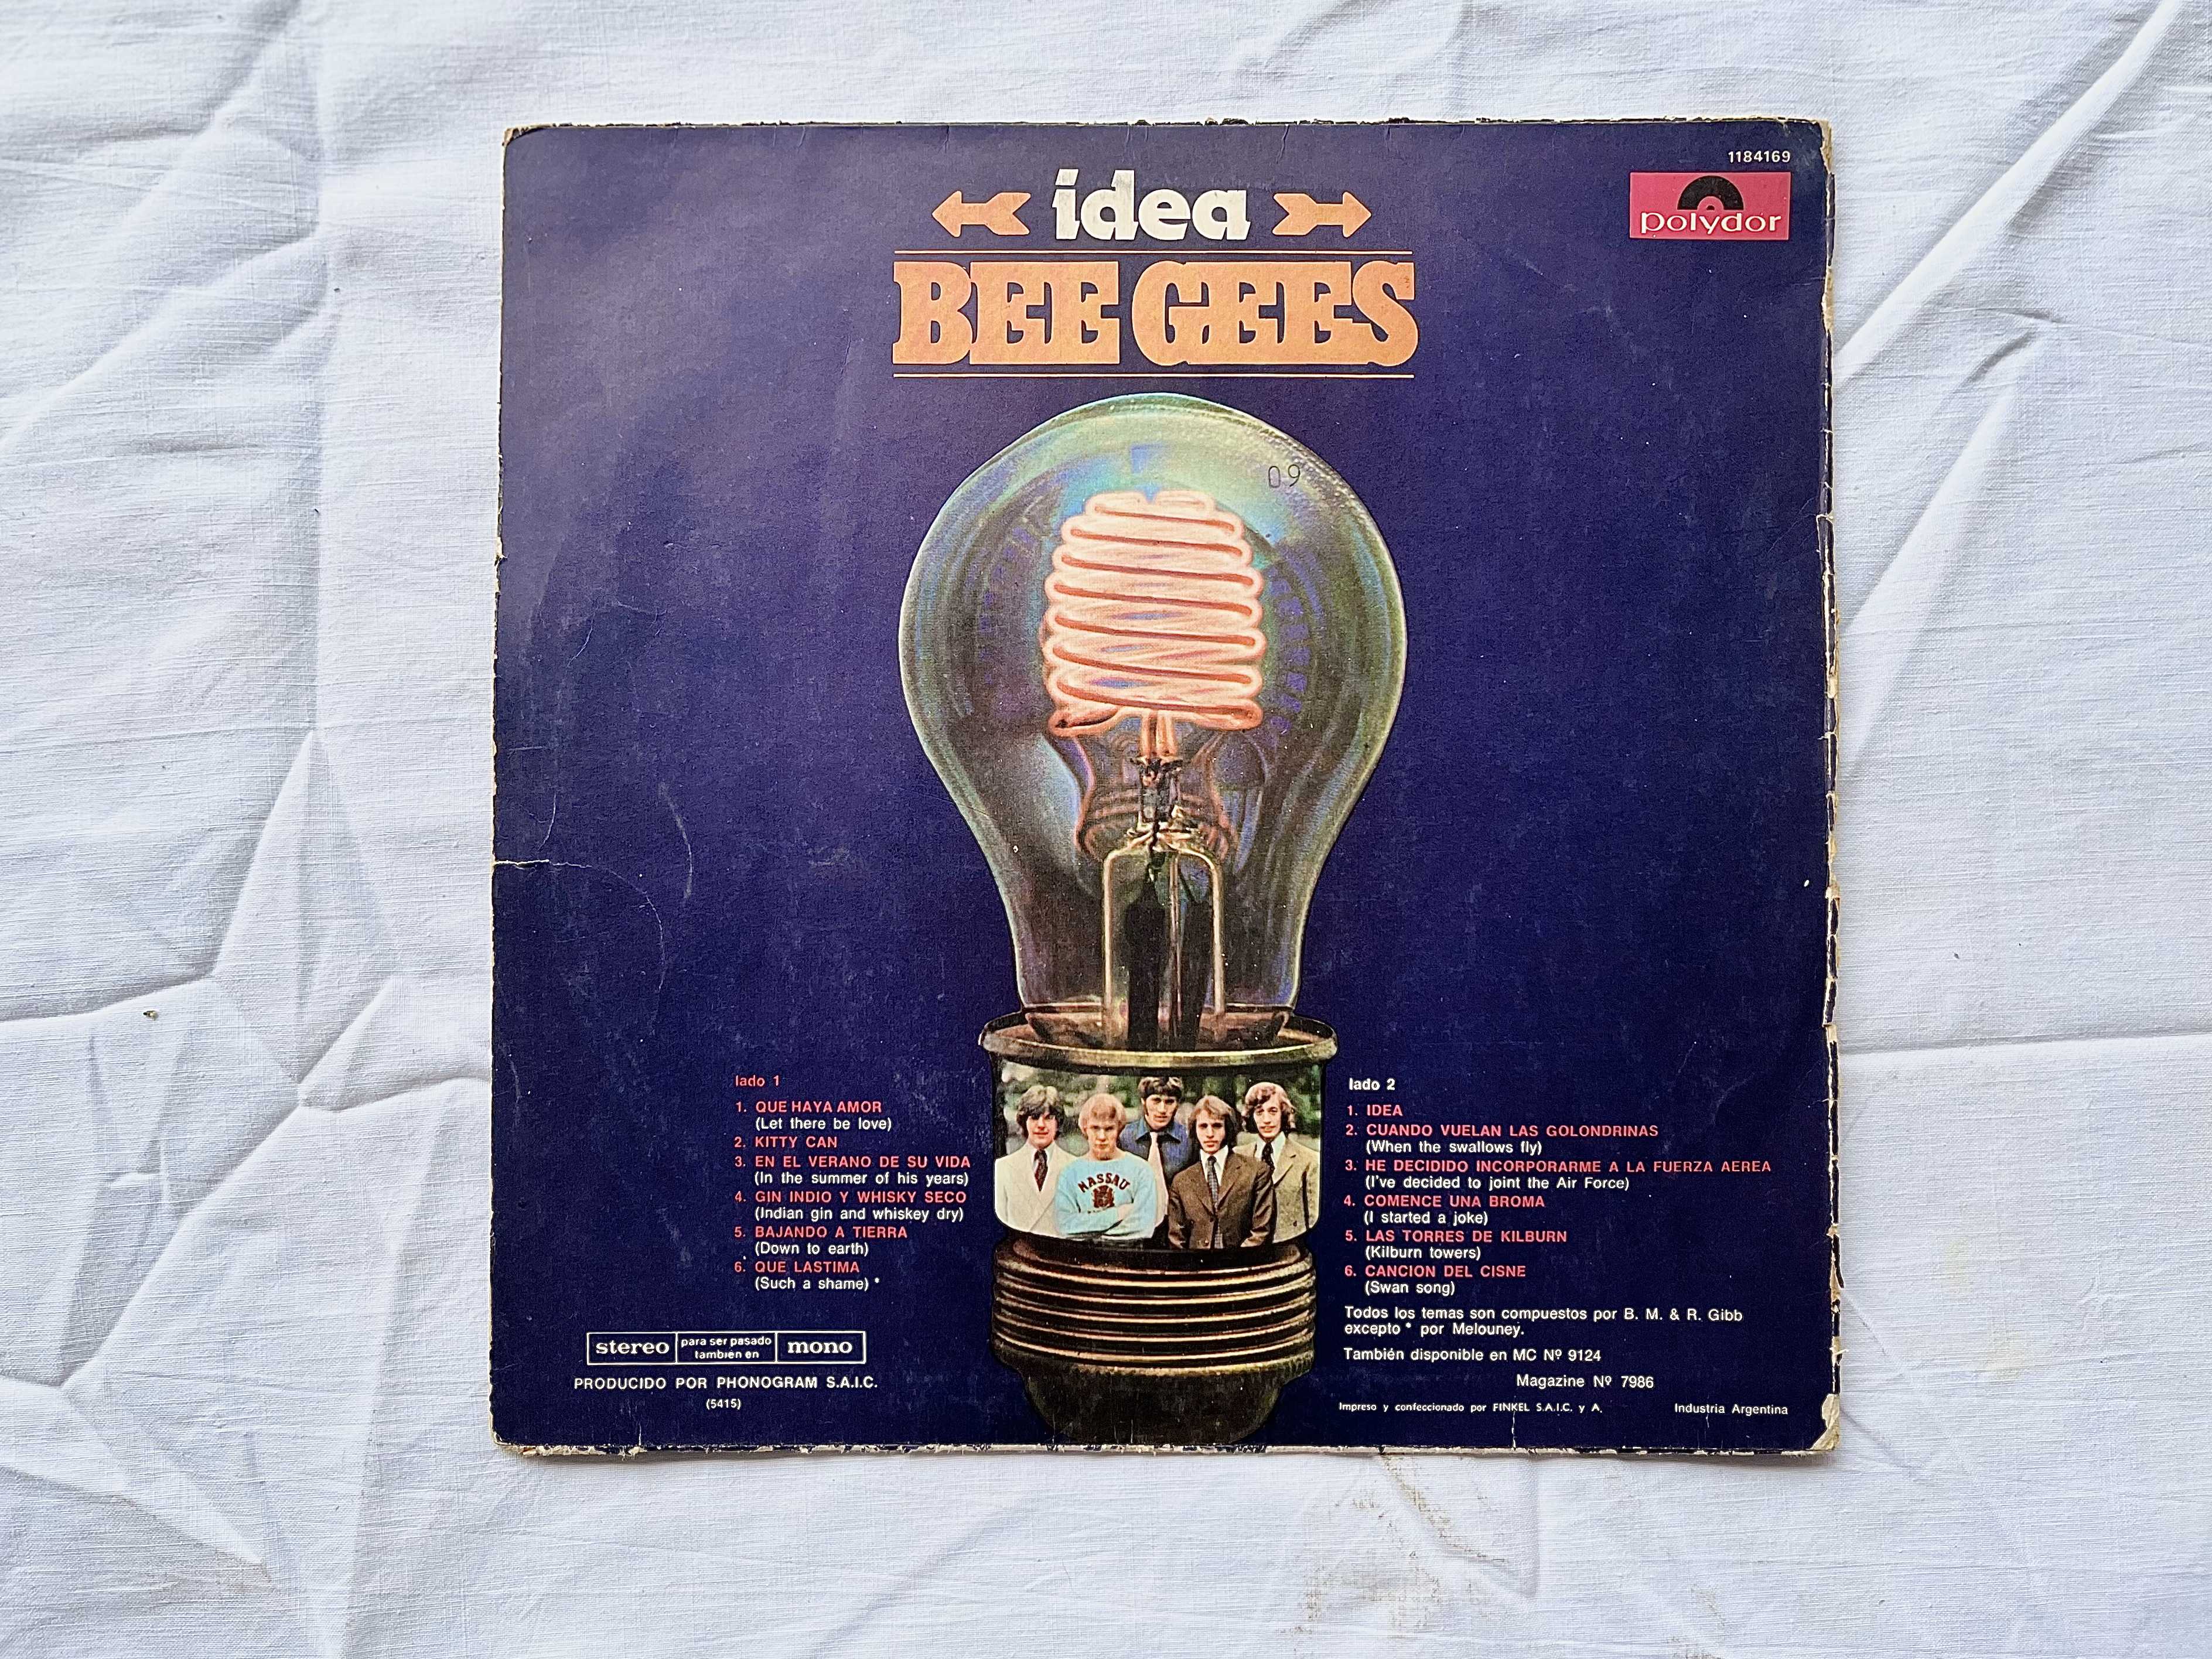 1184169
idea
polydor
BEE GEES
09
NASSAU
lado 1
1. QUE HAYA AMOR
(Let there be love)
2. KITTY CAN
3. EN EL VERANO DE SU VIDA
(In the summer of his years)
4. GIN INDIO Y WHISKY SECO
(Indian gin and whiskey dry)
5. BAJANDO A TIERRA
(Down to earth)
6. QUE LASTIMA
(Such a shame) *
stereo para ser pasado tambien en mono
PRODUCIDO POR PHONOGRAM S.A.I.C.
(5415)
lado 2
1. IDEA
2. CUANDO VUELAN LAS GOLONDRINAS
(When the swallows fly)
3. HE DECIDIDO INCORPORARME A LA FUERZA AEREA
(I've decided to joint the Air Force)
4. COMENCE UNA BROMA
(I started a joke)
5. LAS TORRES DE KILBURN
(Kilburn towers)
6. CANCION DEL CISNE
(Swan song)
Todos los temas son compuestos por B. M. & R. Gibb
excepto * por Melouney.
También disponible en MC Nº 9124
Magazine Nº 7986
Impreso y confeccionado por FINKEL S.A.I.C. y A.
Industria Argentina